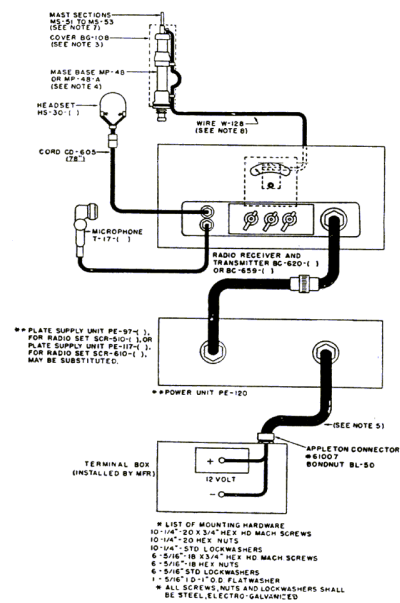 MAST SECTIONS
MS-51 TO MS-53
(SEE NOTE 7)
COVER BG-108
(SEE NOTE 3)
MASE BASE MP-48
OR MP-48-A
(SEE NOTE 4)
HEADSET
HS-30-( )
WIRE W-128
(SEE NOTE 8)
CORD CD-605
(78")
MICROPHONE
T-17-( )
RADIO RECEIVER AND
TRANSMITTER BC-620-( )
OR BC-659-( )
**PLATE SUPPLY UNIT PE-97-( ),
FOR RADIO SET SCR-510-( ),OR
PLATE SUPPLY UNIT PE-117-( ),
FOR RADIO SET SCR-610-( ),
MAY BE SUBSTITUTED.
**POWER UNIT PE-120
(SEE NOTE 5)
APPLETON CONNECTOR
*61007
BONDNUT BL-50
TERMINAL BOX
(INSTALLED BY MFR)
+
12 VOLT
-
* LIST OF MOUNTING HARDWARE
10-1/4"-20 X 3/4" HEX HD MACH SCREWS
10-1/4"-20 HEX NUTS
10-1/4"-STD LOCKWASHERS
6-5/16"-18 X 3/4" HEX HD MACH SCREWS
6-5/16"-18 HEX NUTS
6-5/16"STD LOCKWASHERS
1-5/16"I.D-1"O.D. FLATWASHER
* ALL SCREWS,NUTS AND LOCKWASHERS SHALL
BE STEEL,ELECTRO-GALVANIZED